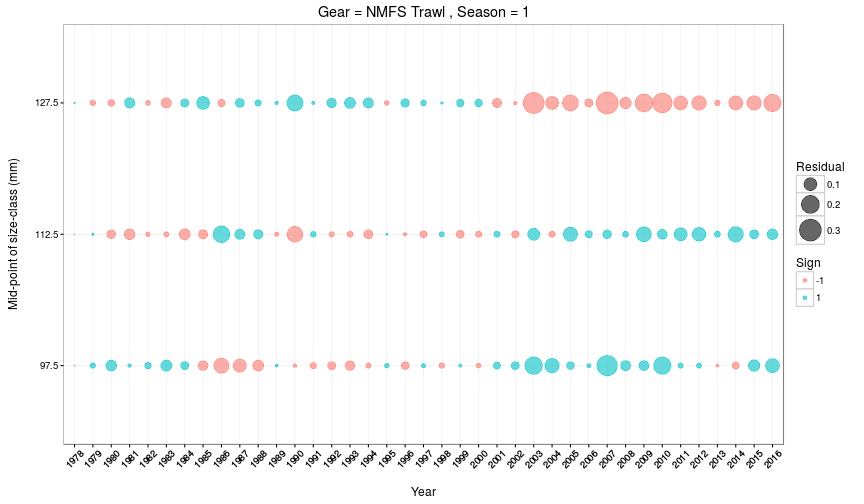 Gear = NMFS Trawl , Season = 1
Mid-point of size-class (mm)
127.5
112.5
97.5
1978 1979 1980 1981 1982 1983 1984 1985 1986 1987 1988 1989 1990 1991 1992 1993 1994 1995 1996 1997 1998 1999 2000 2001 2002 2003 2004 2005 2006 2007 2008 2009 2010 2011 2012 2013 2014 2015 2016
Year
Residual
0.1
0.2
0.3
Sign
-1
1